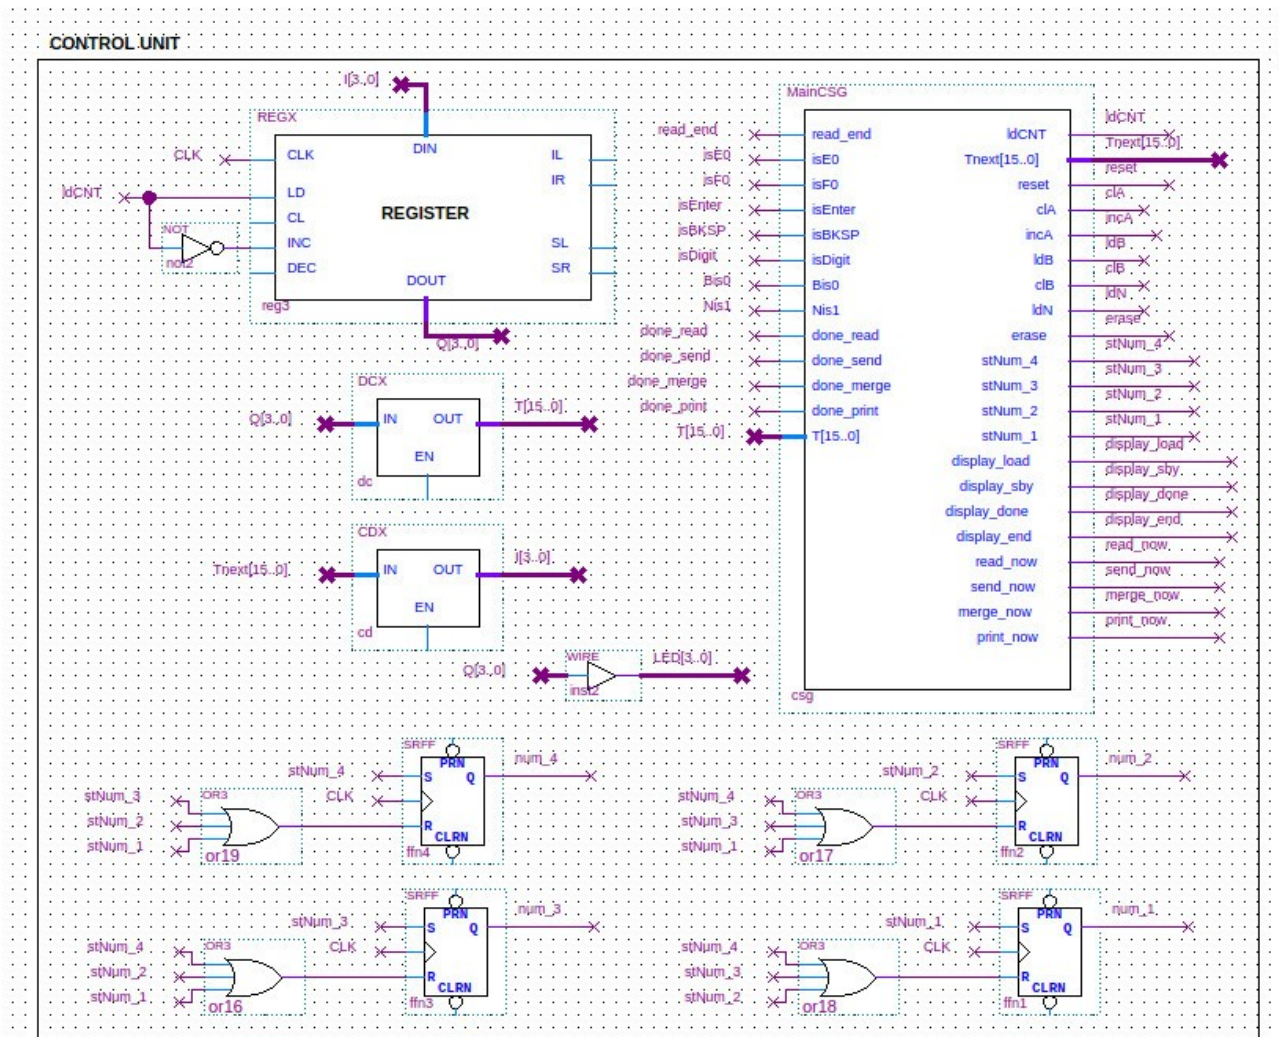 CONTROL UNIT
I[3..0]
REGX
CLK
CLK
DIN
IL
IR
ldCNT
LD
REGISTER
CL
NOT
INC
SL
not2
DEC
SR
DOUT
reg3
Q[3..0]
DCX
Q[3..0]
IN
OUT
T[15..0]
EN
dc
CDX
Tnext[15..0]
IN
OUT
I[3..0]
EN
cd
Q[3..0]
WIRE
LED[3..0]
inst2
MainCSG
read_end
read_end
ldCNT
ldCNT
isE0
isE0
Tnext[15..0]
Tnext[15..0]
isF0
isF0
reset
reset
isEnter
isEnter
clA
clA
isBKSP
isBKSP
incA
incA
isDigit
isDigit
ldB
ldB
Bis0
Bis0
clB
clB
Nis1
Nis1
ldN
ldN
done_read
done_read
erase
erase
done_send
done_send
stNum_4
stNum_4
done_merge
done_merge
stNum_3
stNum_3
done_print
done_print
stNum_2
stNum_2
T[15..0]
T[15..0]
stNum_1
stNum_1
display_load
display_load
display_sby
display_sby
display_done
display_done
display_end
display_end
read_now
read_now
send_now
send_now
merge_now
merge_now
print_now
print_now
csg
SRFF
PRN
stNum_4
S
Q
num_4
CLK
stNum_3
OR3
stNum_2
R
stNum_1
CLRN
or19
ffn4
SRFF
PRN
stNum_2
S
Q
num_2
CLK
stNum_4
OR3
stNum_3
R
stNum_1
CLRN
or17
ffn2
SRFF
PRN
stNum_3
S
Q
num_3
CLK
stNum_4
OR3
stNum_2
R
stNum_1
CLRN
or16
ffn3
SRFF
PRN
stNum_1
S
Q
num_1
CLK
stNum_4
OR3
stNum_3
R
stNum_2
CLRN
or18
ffn1